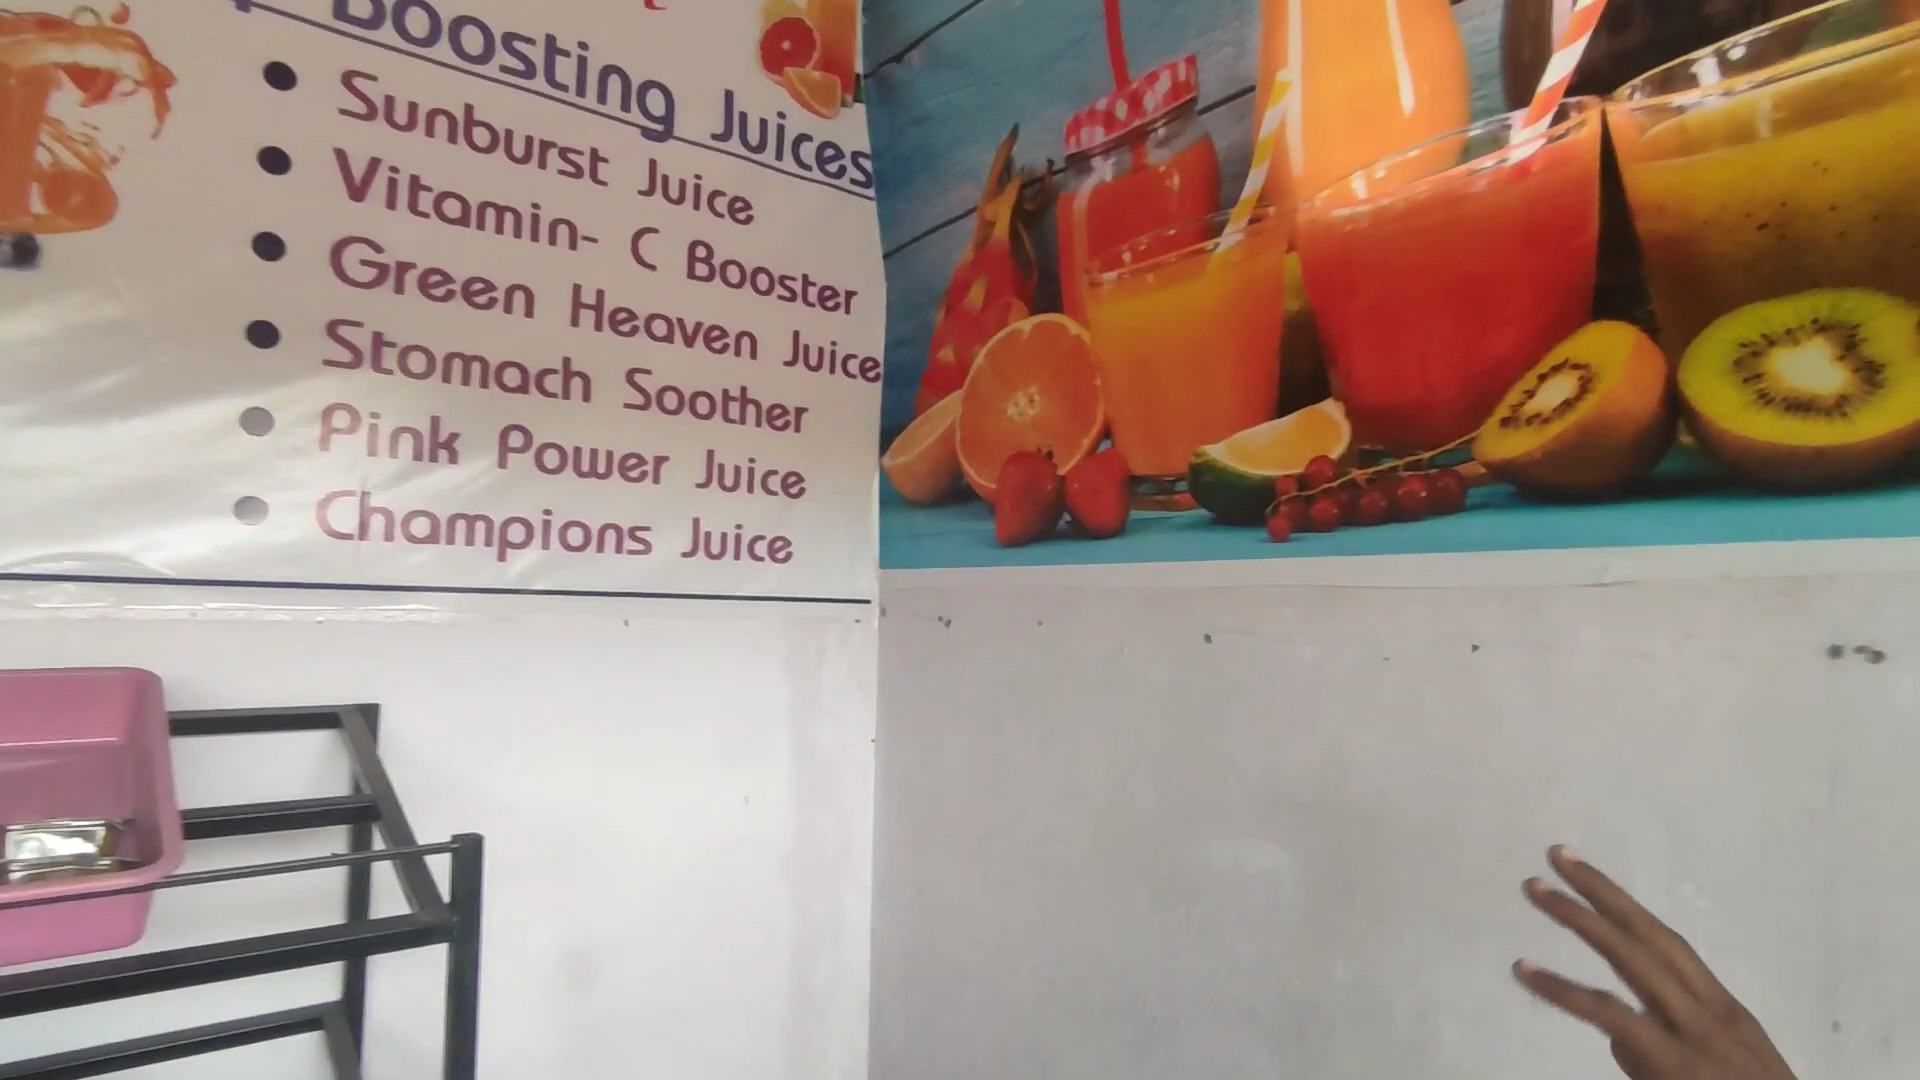 Boosting Juices
Sunburst Juice
Vitamin- C Booster
Green Heaven Juice
Stomach Soother
Pink Power Juice
Champions Juice